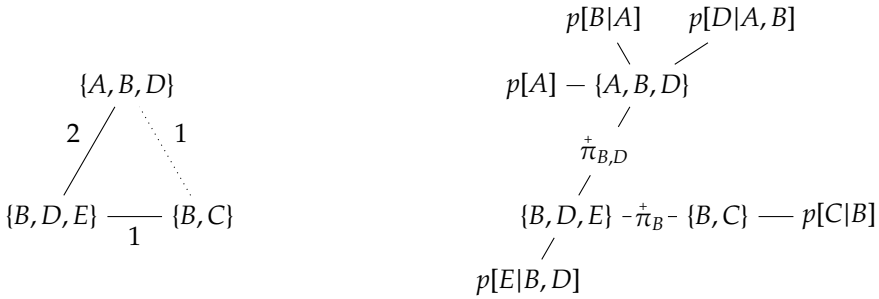 p[B|A] p[D|A, B]
{A, B, D} p[A] {A, B, D}
2 1
π⁺_{B,D}
{B, D, E} {B, C} {B, D, E} π⁺_B {B, C} p[C|B]
1
p[E|B, D]